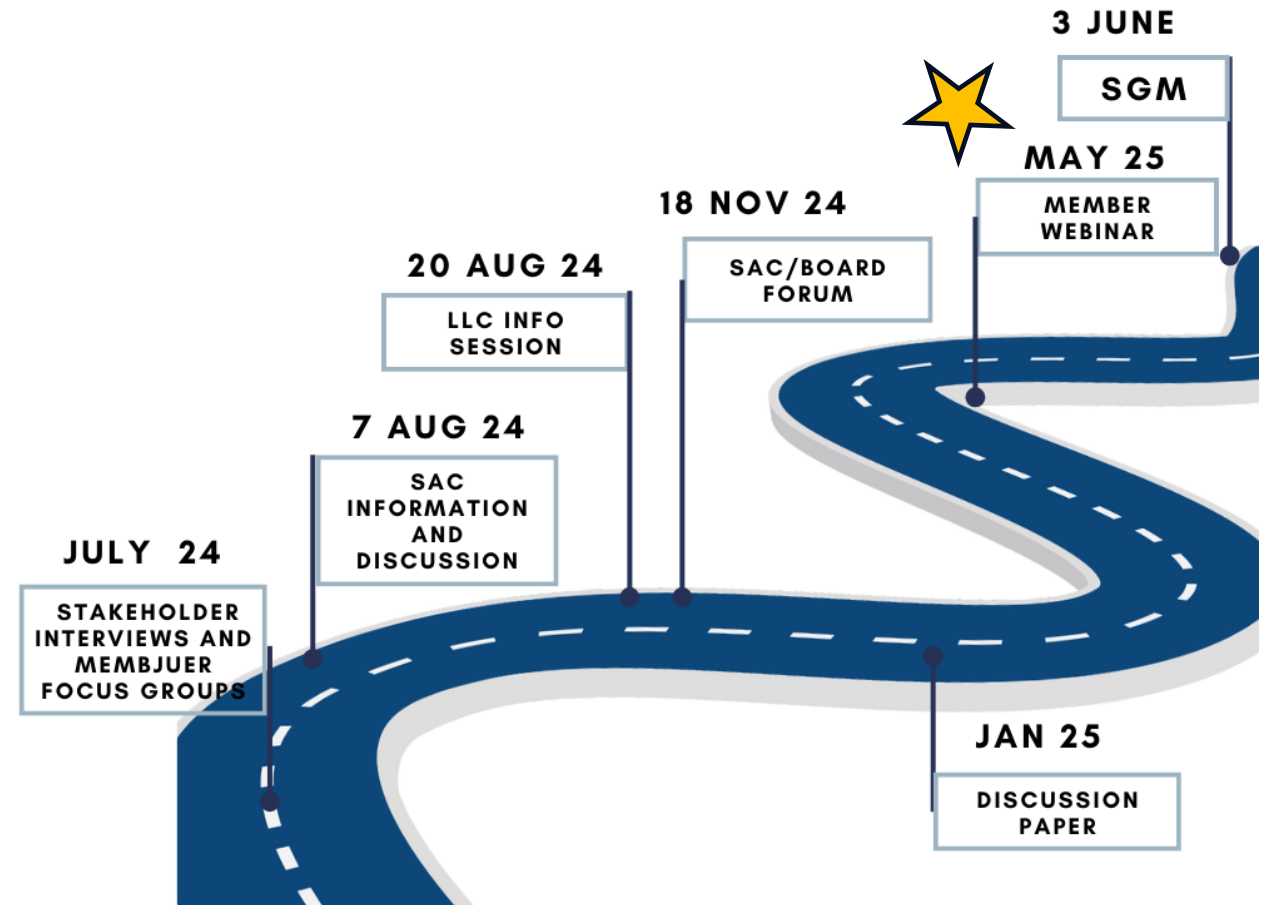 JULY 24
STAKEHOLDER
INTERVIEWS AND
MEMBJUER
FOCUS GROUPS
7 AUG 24
SAC
INFORMATION
AND
DISCUSSION
20 AUG 24
LLC INFO
SESSION
18 NOV 24
SAC/BOARD
FORUM
JAN 25
DISCUSSION
PAPER
MAY 25
MEMBER
WEBINAR
3 JUNE
SGM